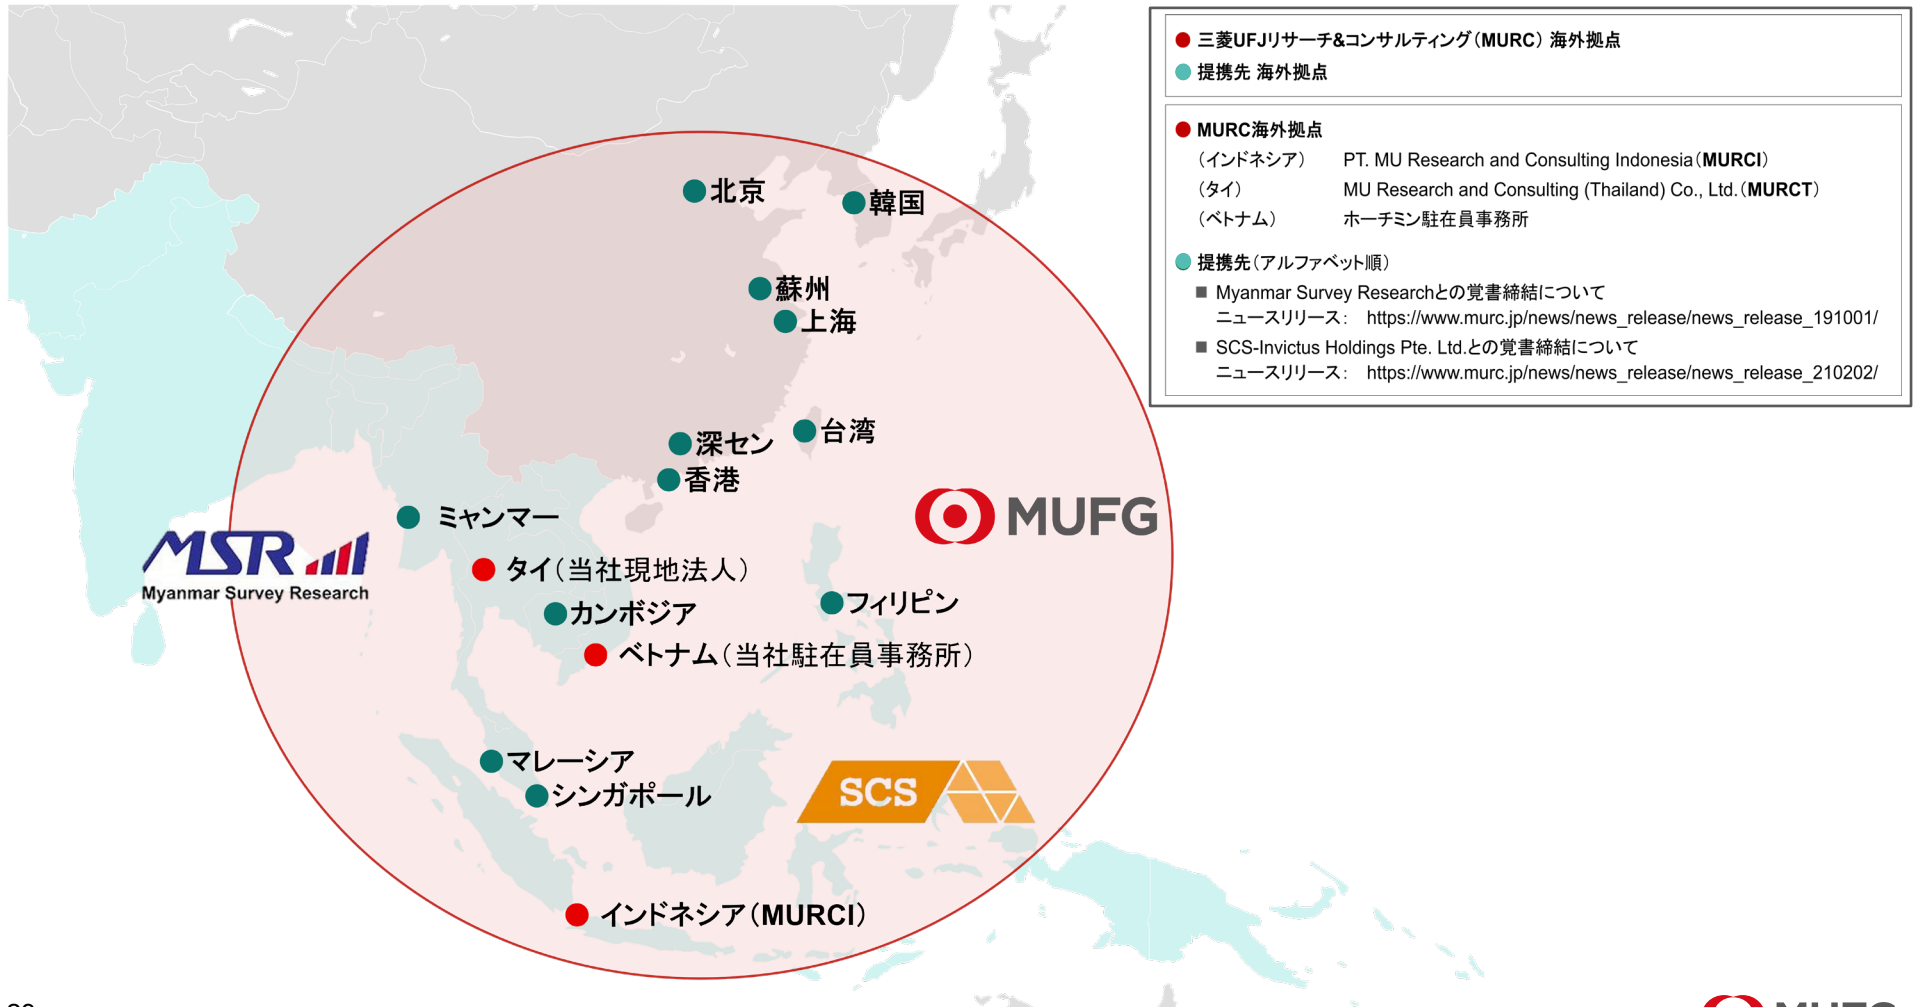 ● 三菱UFJリサーチ&コンサルティング（MURC） 海外拠点
● 提携先 海外拠点
● MURC海外拠点
（インドネシア） PT. MU Research and Consulting Indonesia（MURCI）
（タイ） MU Research and Consulting (Thailand) Co., Ltd.（MURCT）
（ベトナム） ホーチミン駐在員事務所
● 提携先（アルファベット順）
■ Myanmar Survey Researchとの覚書締結について
ニュースリリース： https://www.murc.jp/news/news_release/news_release_191001/
■ SCS-Invictus Holdings Pte. Ltd.との覚書締結について
ニュースリリース： https://www.murc.jp/news/news_release/news_release_210202/
北京
韓国
蘇州
上海
台湾
深セン
香港
MUFG
ミャンマー
MSR
Myanmar Survey Research
タイ（当社現地法人）
カンボジア
フィリピン
ベトナム（当社駐在員事務所）
マレーシア
シンガポール
SCS
インドネシア（MURCI）
MUFG